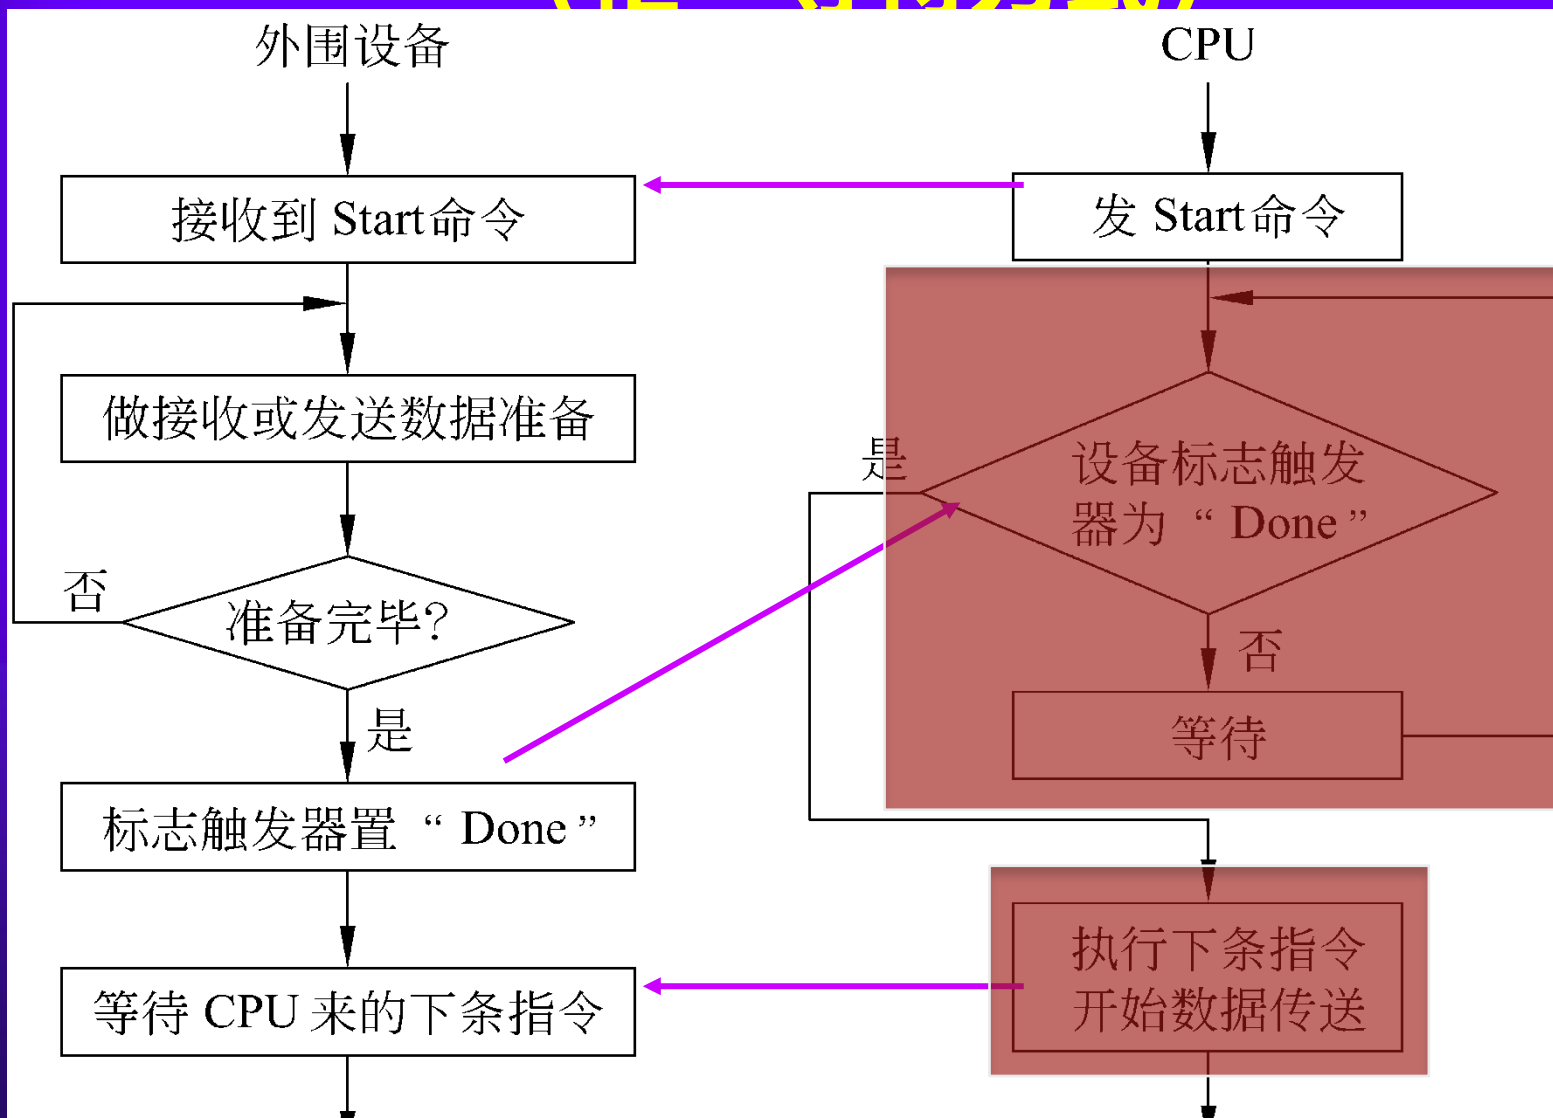 外围设备
CPU
接收到 Start命令
发 Start命令
做接收或发送数据准备
是
设备标志触发
器为 “ Done ”
否
准备完毕?
否
是
等待
标志触发器置 “ Done ”
执行下条指令
开始数据传送
等待 CPU 来的下条指令